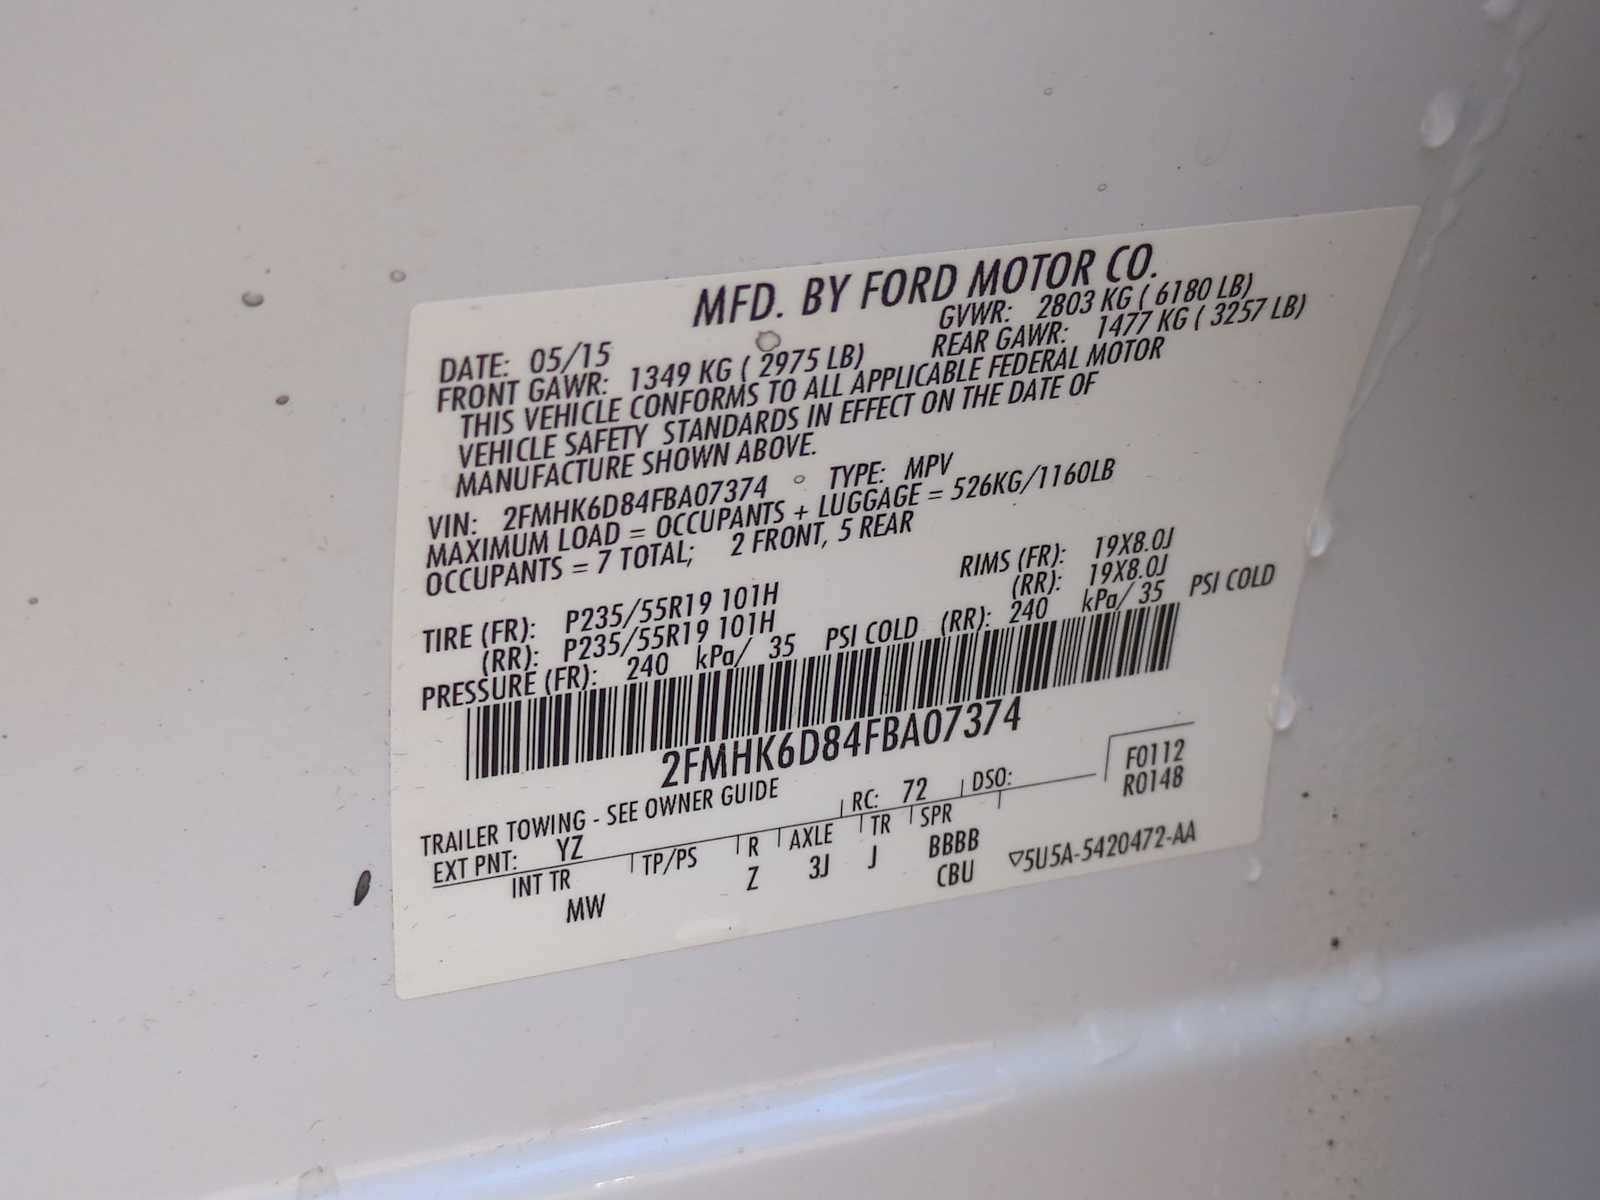 MFD. BY FORD MOTOR CO.
DATE: 05/15 GVWR: 2803 KG ( 6180 LB)
FRONT GAWR: 1349 KG ( 2975 LB) REAR GAWR: 1477 KG ( 3257 LB)
THIS VEHICLE CONFORMS TO ALL APPLICABLE FEDERAL MOTOR
VEHICLE SAFETY STANDARDS IN EFFECT ON THE DATE OF
MANUFACTURE SHOWN ABOVE.
VIN: 2FMHK6D84FBA07374 TYPE: MPV
MAXIMUM LOAD = OCCUPANTS + LUGGAGE = 526KG/1160LB
OCCUPANTS = 7 TOTAL; 2 FRONT, 5 REAR
TIRE (FR): P235/55R19 101H RIMS (FR): 19X8.0J
(RR): P235/55R19 101H (RR): 19X8.0J
PRESSURE (FR): 240 kPa/ 35 PSI COLD (RR): 240 kPa/ 35 PSI COLD
2FMHK6D84FBA07374
TRAILER TOWING - SEE OWNER GUIDE
F0112
EXT PNT: YZ RC: 72 DSO: R0148
INT TR TP/PS R AXLE TR SPR
MW Z 3J J BBBB
CBU ▽5U5A-5420472-AA